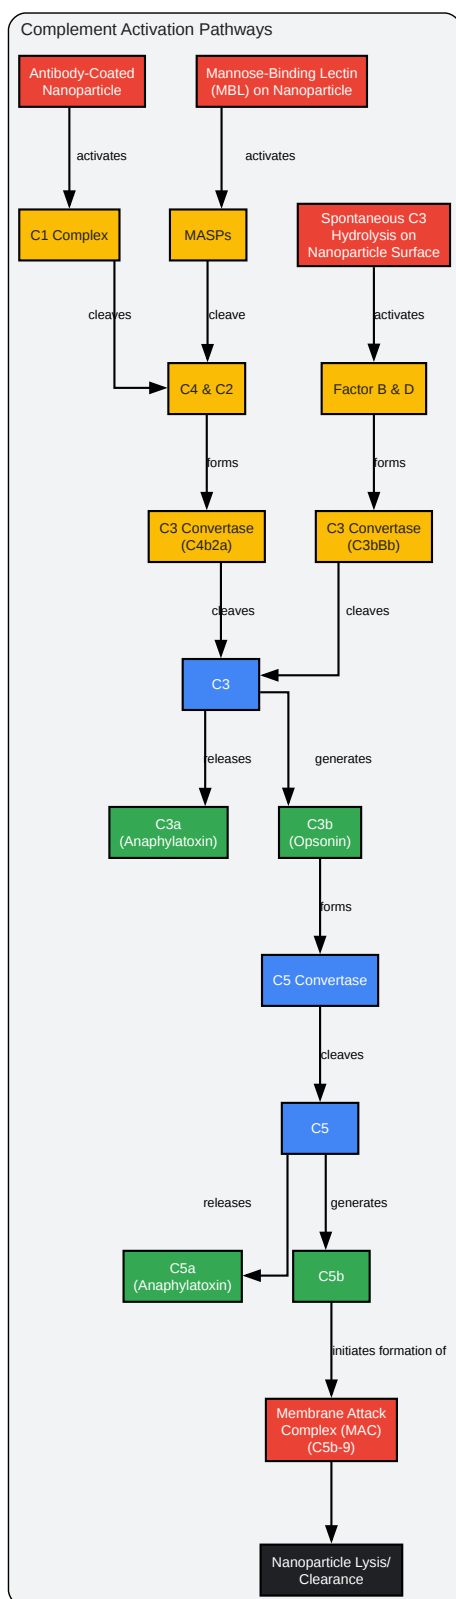 Complement Activation Pathways
Antibody-Coated
Nanoparticle
Mannose-Binding Lectin
(MBL) on Nanoparticle
activates
activates
Spontaneous C3
Hydrolysis on
Nanoparticle Surface
C1 Complex
MASPs
cleaves
cleave
activates
C4 & C2
Factor B & D
forms
forms
C3 Convertase
(C4b2a)
C3 Convertase
(C3bBb)
cleaves
cleaves
C3
releases
generates
C3a
(Anaphylatoxin)
C3b
(Opsonin)
forms
C5 Convertase
cleaves
C5
releases
generates
C5a
(Anaphylatoxin)
C5b
initiates formation of
Membrane Attack
Complex (MAC)
(C5b-9)
Nanoparticle Lysis/
Clearance